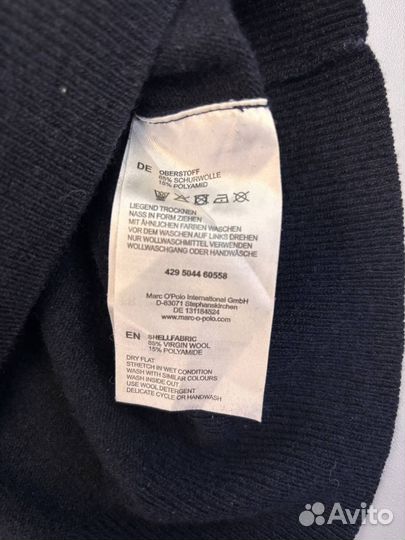 DE OBERSTOFF
85% SCHURWOLLE
15% POLYAMID
LIEGEND TROCKNEN
NASS IN FORM ZIEHEN
MIT ÄHNLICHEN FARBEN WASCHEN
VOR DEM WASCHEN AUF LINKS DREHEN
NUR WOLLWASCHMITTEL VERWENDEN
WOLLWASCHGANG ODER HANDWÄSCHE
429 5044 60558
Marc O'Polo International GmbH
D-83071 Stephanskirchen
DE 131184524
www.marc-o-polo.com
EN SHELLFABRIC
85% VIRGIN WOOL
15% POLYAMIDE
DRY FLAT
STRETCH IN WET CONDITION
WASH WITH SIMILAR COLOURS
WASH INSIDE OUT
USE WOOL DETERGENT
DELICATE CYCLE OR HANDWASH
Avito